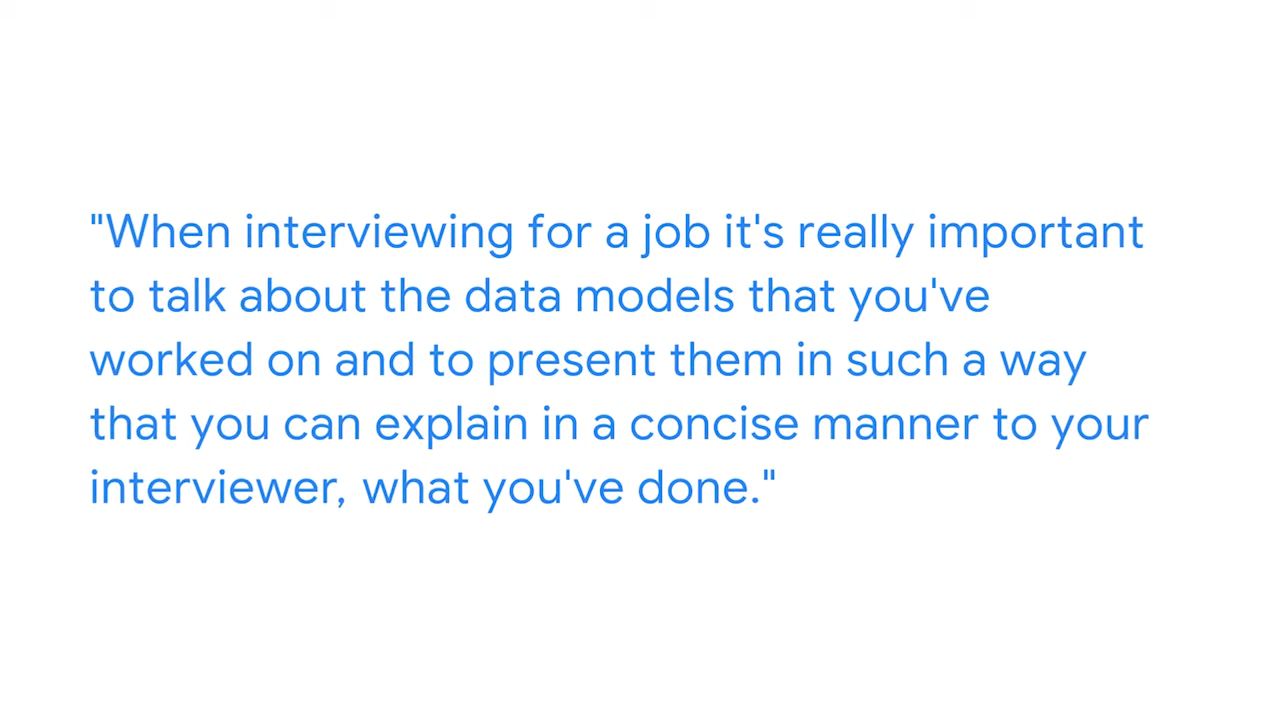 "When interviewing for a job it's really important
to talk about the data models that you've
worked on and to present them in such a way
that you can explain in a concise manner to your
interviewer, what you've done."